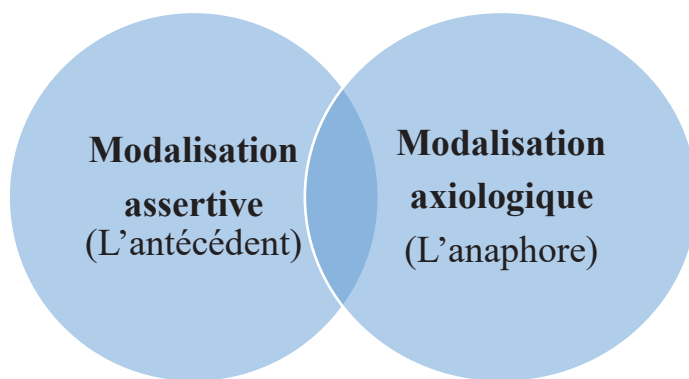 Modalisation
assertive
(L’antécédent)
Modalisation
axiologique
(L’anaphore)